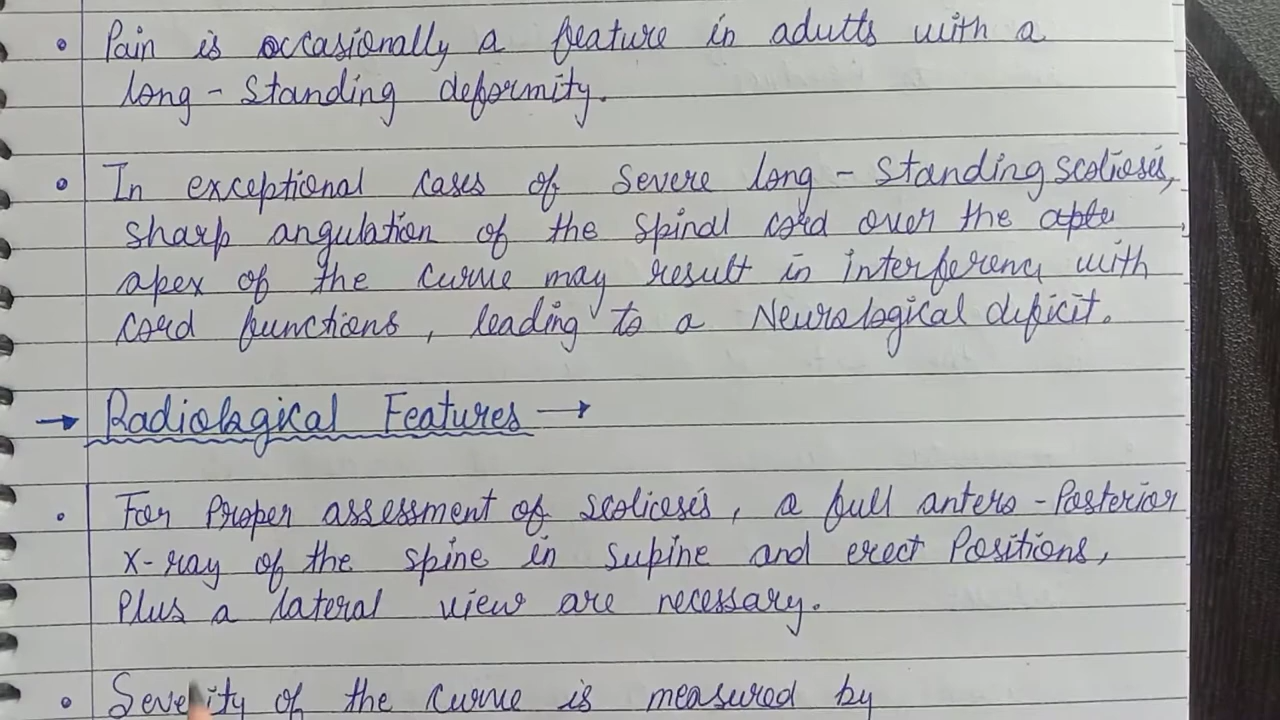 • Pain is occasionally a feature in adults with a
long - Standing deformity.
• In exceptional cases of Severe long - Standing scoliosis,
sharp angulation of the spinal cord over the
apex of the curve may result in interference with
cord functions, leading to a Neurological deficit.
→ Radiological Features →
• For Proper assessment of scoliosis, a full antero - Posterior
X-ray of the spine in supine and erect Positions,
Plus a lateral view are necessary.
• Severity of the curve is measured by